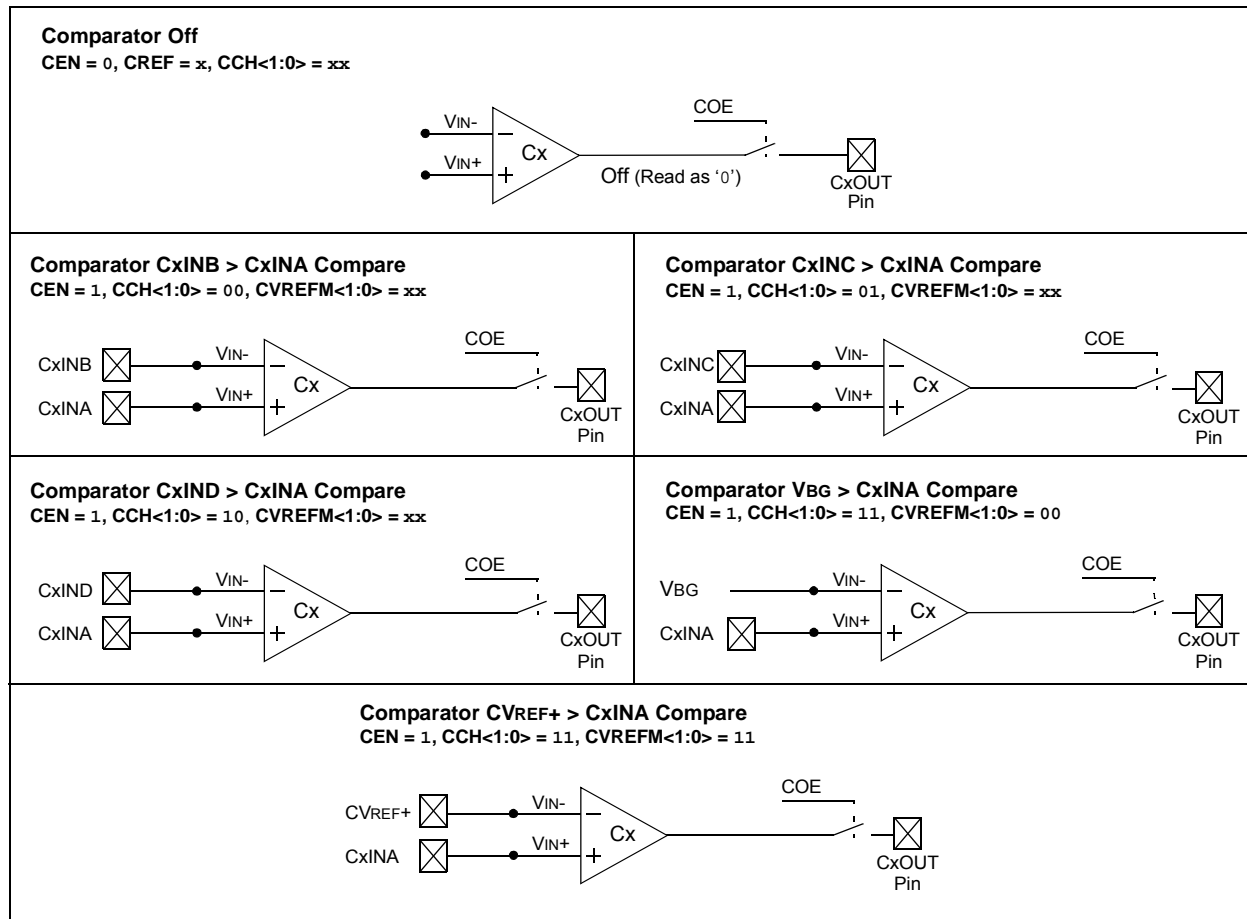 Comparator Off
CEN = 0, CREF = x, CCH<1:0> = xx
COE
VIN-
Cx
VIN+
Off (Read as ‘0’)
CxOUT
Pin
Comparator CxINB > CxINA Compare
CEN = 1, CCH<1:0> = 00, CVREFM<1:0> = xx
COE
CxINB
VIN-
Cx
CxINA
VIN+
CxOUT
Pin
Comparator CxINC > CxINA Compare
CEN = 1, CCH<1:0> = 01, CVREFM<1:0> = xx
COE
CxINC
VIN-
Cx
CxINA
VIN+
CxOUT
Pin
Comparator CxIND > CxINA Compare
CEN = 1, CCH<1:0> = 10, CVREFM<1:0> = xx
COE
CxIND
VIN-
Cx
CxINA
VIN+
CxOUT
Pin
Comparator VBG > CxINA Compare
CEN = 1, CCH<1:0> = 11, CVREFM<1:0> = 00
COE
VBG
VIN-
Cx
CxINA
VIN+
CxOUT
Pin
Comparator CVREF+ > CxINA Compare
CEN = 1, CCH<1:0> = 11, CVREFM<1:0> = 11
COE
CVREF+
VIN-
Cx
CxINA
VIN+
CxOUT
Pin